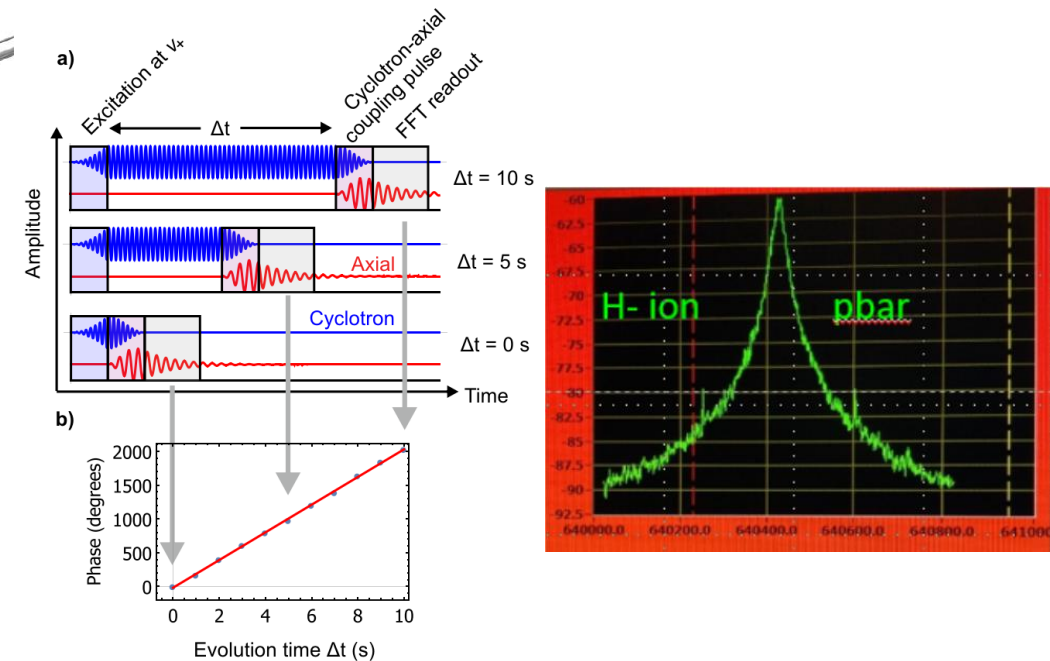 a)
Excitation at ν₊
Cyclotron-axial
coupling pulse
FFT readout
Δt
Amplitude
Δt = 10 s
Δt = 5 s
Axial
Cyclotron
Δt = 0 s
Time
b)
2000
1500
1000
500
0
Phase (degrees)
0 2 4 6 8 10
Evolution time Δt (s)
-60
-62.5
-65
-67.5
-70
-72.5
-75
-77.5
-80
-82.5
-85
-87.5
-90
-92.5
H- ion
pbar
640000.0 640200.0 640400.0 640600.0 640800.0 641000